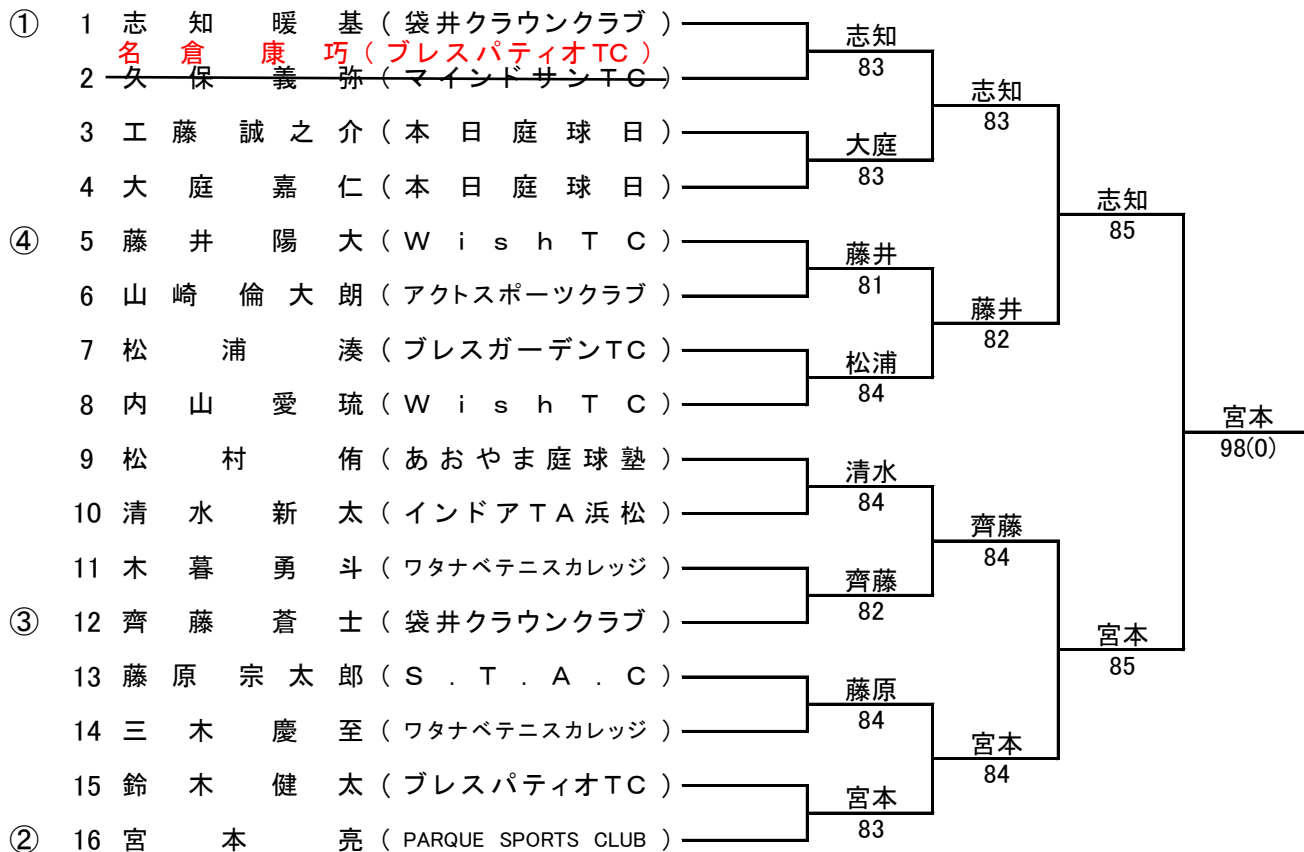 ① 1 志知 暖基 (袋井クラウンクラブ)
名倉 康巧 (ブレスパティオTC)
2 久保 義弥 (マインドサンTC)
3 工藤 誠之介 (本日庭球日)
4 大庭 嘉仁 (本日庭球日)
④ 5 藤井 陽大 (WishTC)
6 山崎 倫大朗 (アクトスポーツクラブ)
7 松浦 湊 (ブレスガーデンTC)
8 内山 愛琉 (WishTC)
9 松村 侑 (あおやま庭球塾)
10 清水 新太 (インドアTA浜松)
11 木暮 勇斗 (ワタナベテニスカレッジ)
③ 12 齊藤 蒼士 (袋井クラウンクラブ)
13 藤原 宗太郎 (S.T.A.C)
14 三木 慶至 (ワタナベテニスカレッジ)
15 鈴木 健太 (ブレスパティオTC)
② 16 宮本 亮 (PARQUE SPORTS CLUB)
志知
83
大庭
83
藤井
81
松浦
84
清水
84
齊藤
82
藤原
84
宮本
83
志知
83
藤井
82
齊藤
84
宮本
84
志知
85
宮本
85
宮本
98(0)